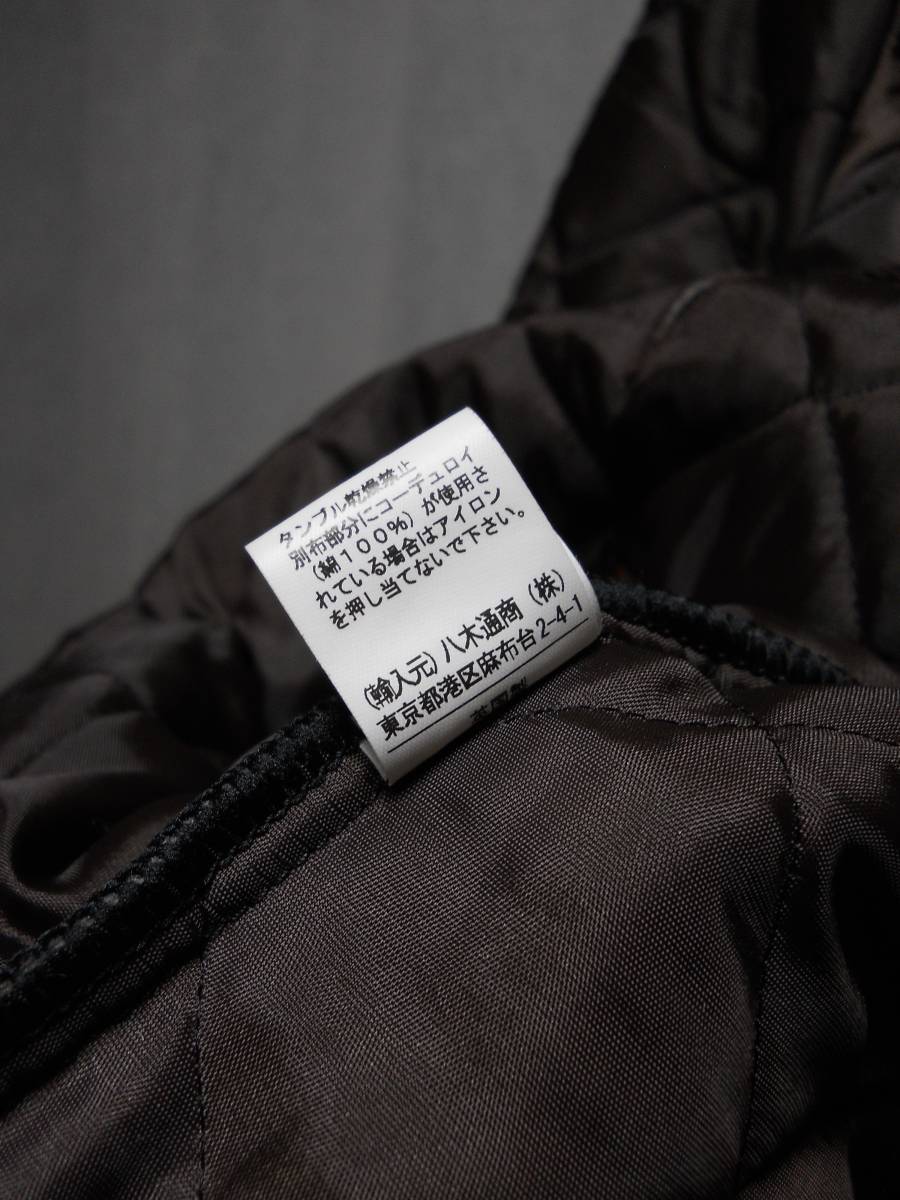 タンブル乾燥禁止
別布部分にコーデュロイ
(綿100%)が使用さ
れている場合はアイロン
を押し当てないで下さい。
(輸入元)八木通商(株)
東京都港区麻布台2-4-1
英国製